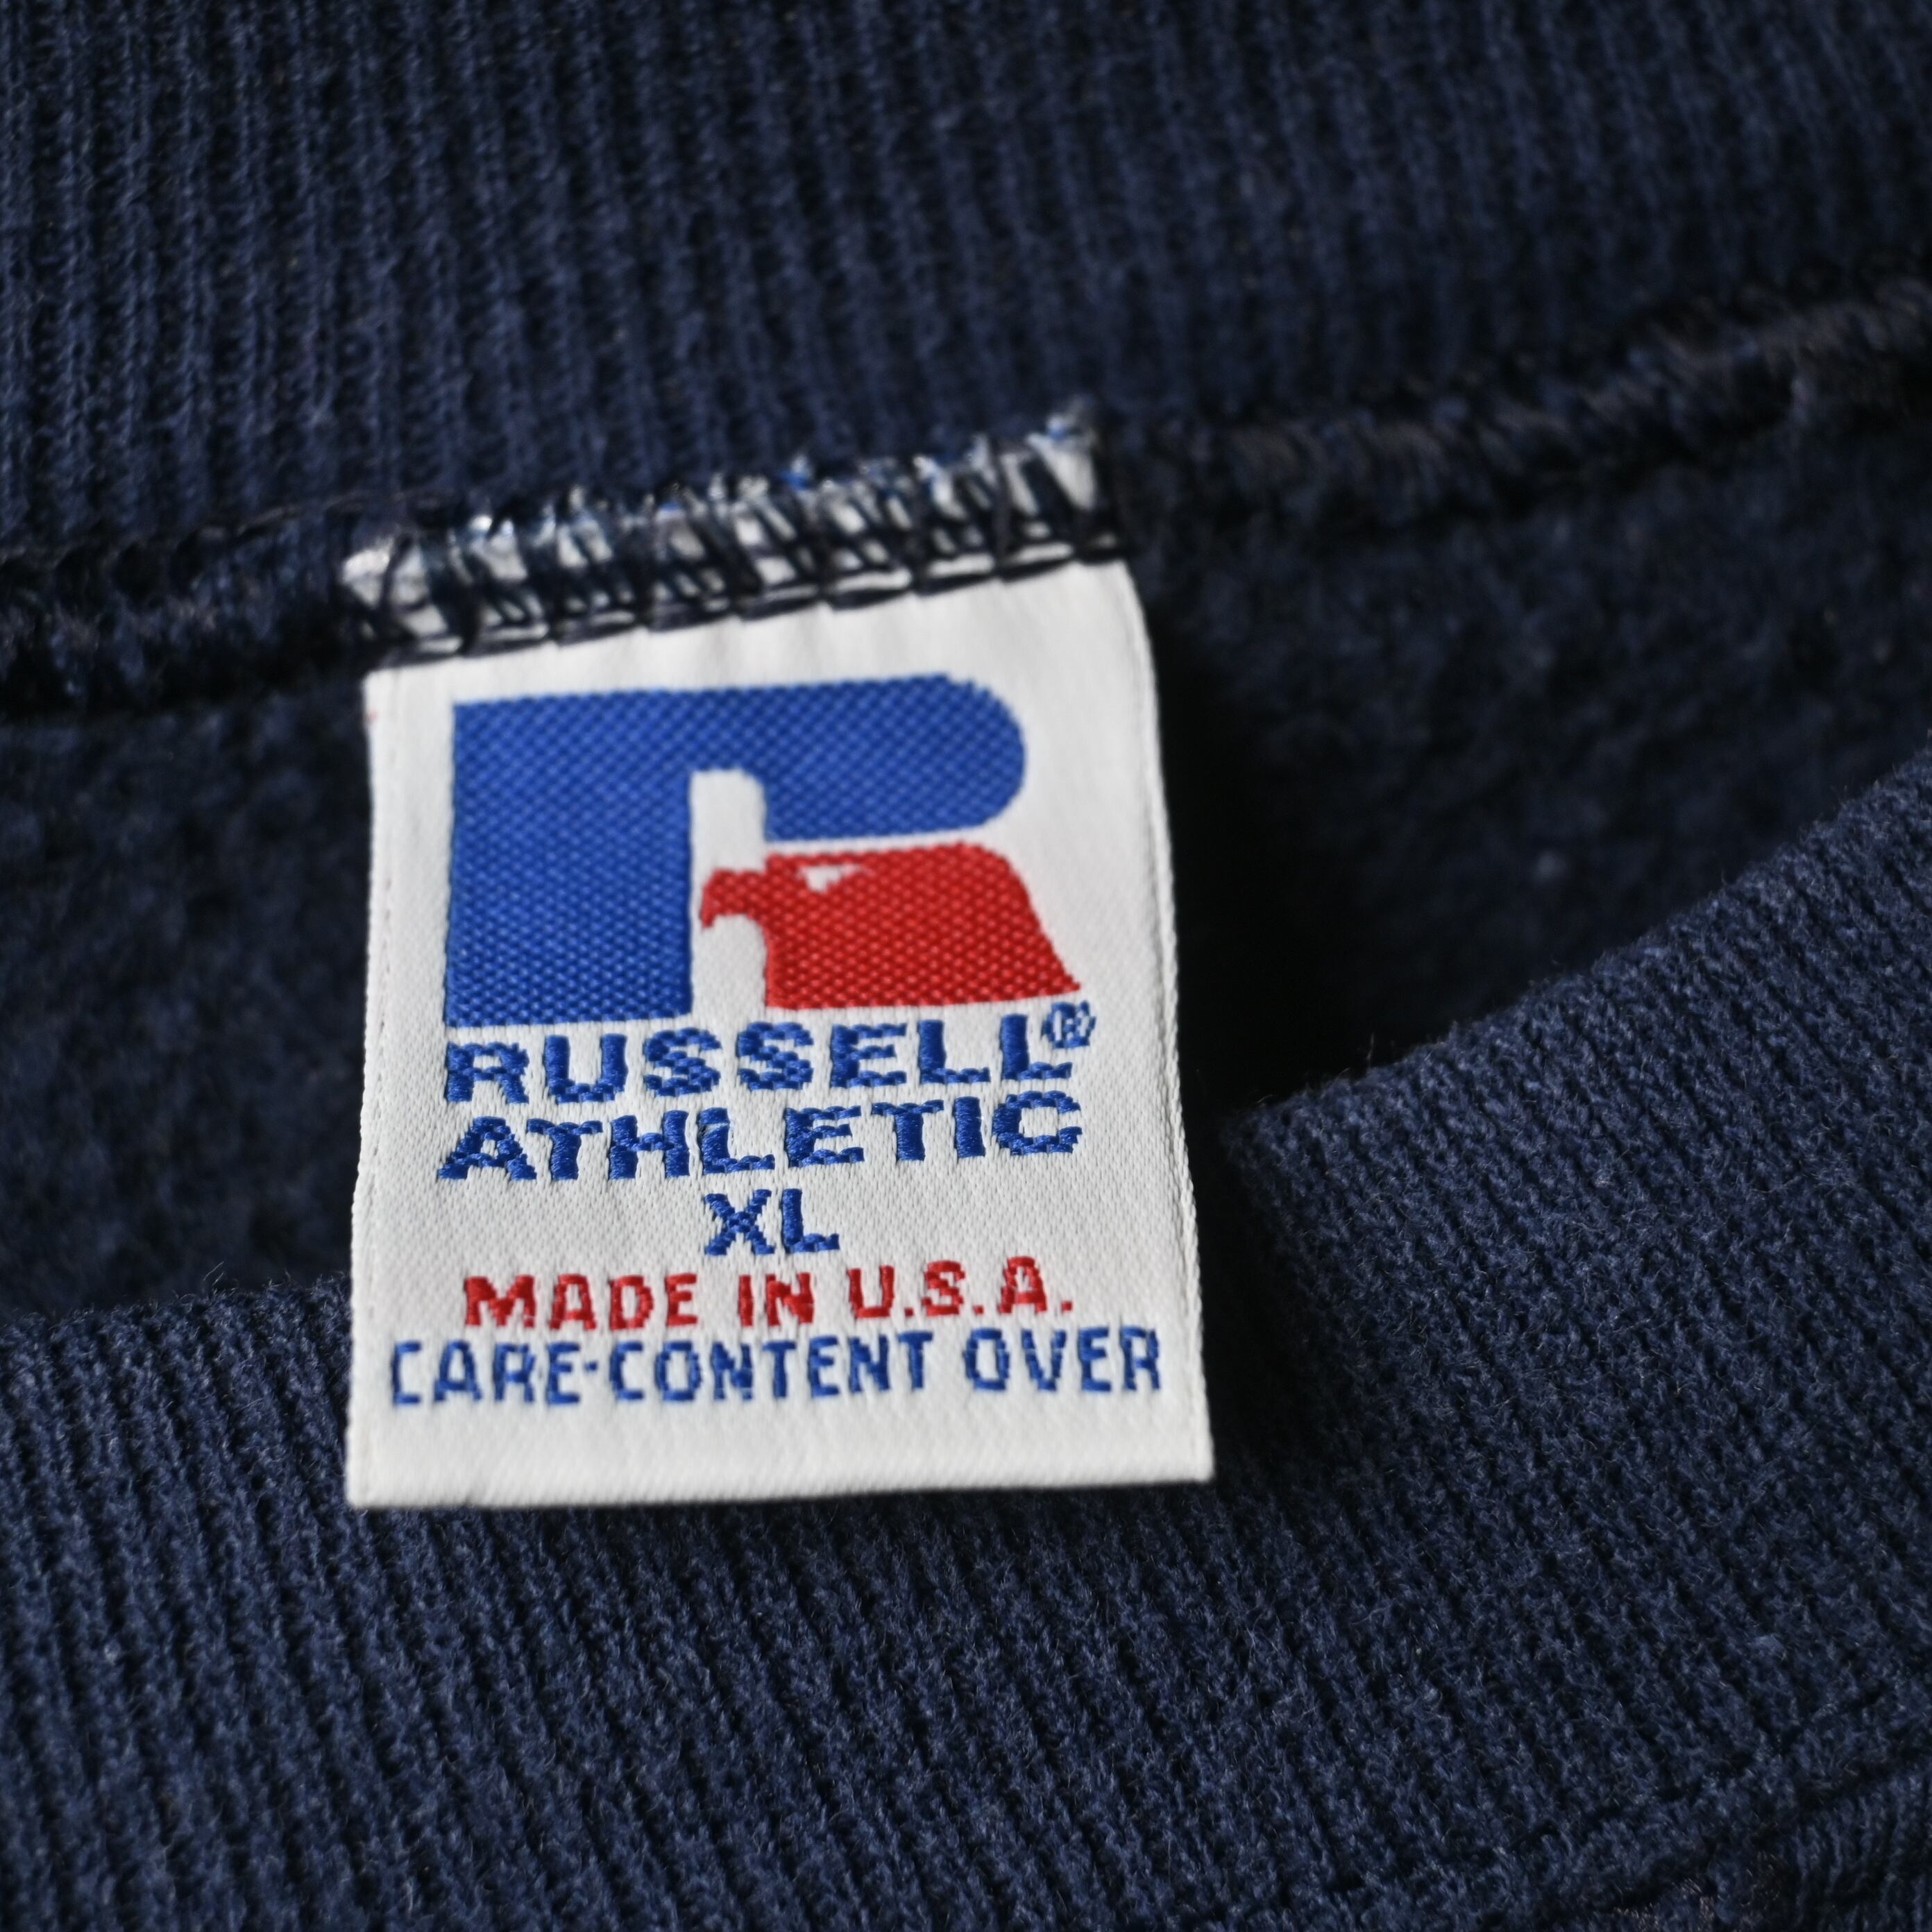 RUSSELL®
ATHLETIC
XL
MADE IN U.S.A.
CARE-CONTENT OVER